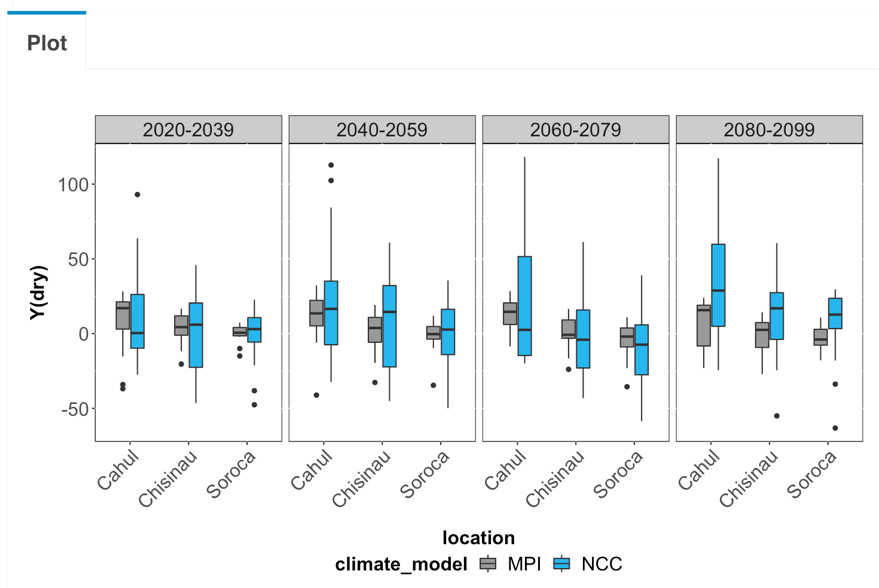 Plot
2020-2039 2040-2059 2060-2079 2080-2099
Y(dry)
100
50
0
-50
Cahul Chisinau Soroca Cahul Chisinau Soroca Cahul Chisinau Soroca Cahul Chisinau Soroca
location
climate_model MPI NCC